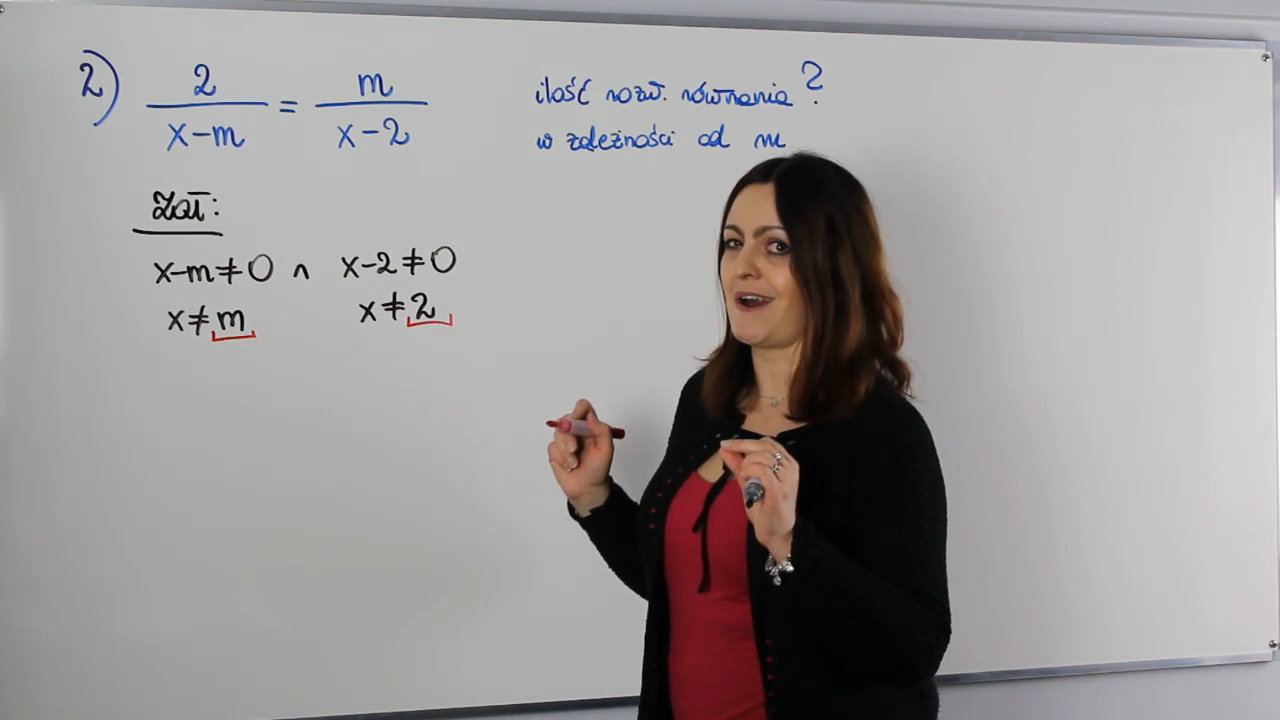 2) 2/(x-m) = m/(x-2)
ilość rozw. równania?
w zależności od m
Zał:
x-m≠0 ∧ x-2≠0
x≠m x≠2